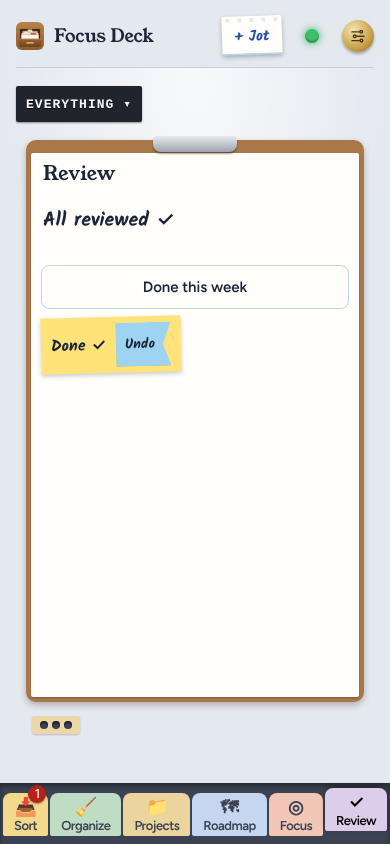 Focus Deck
+ Jot
EVERYTHING ▾
Review
All reviewed ✓
Done this week
Done ✓
Undo
1
Sort
Organize
Projects
Roadmap
Focus
Review